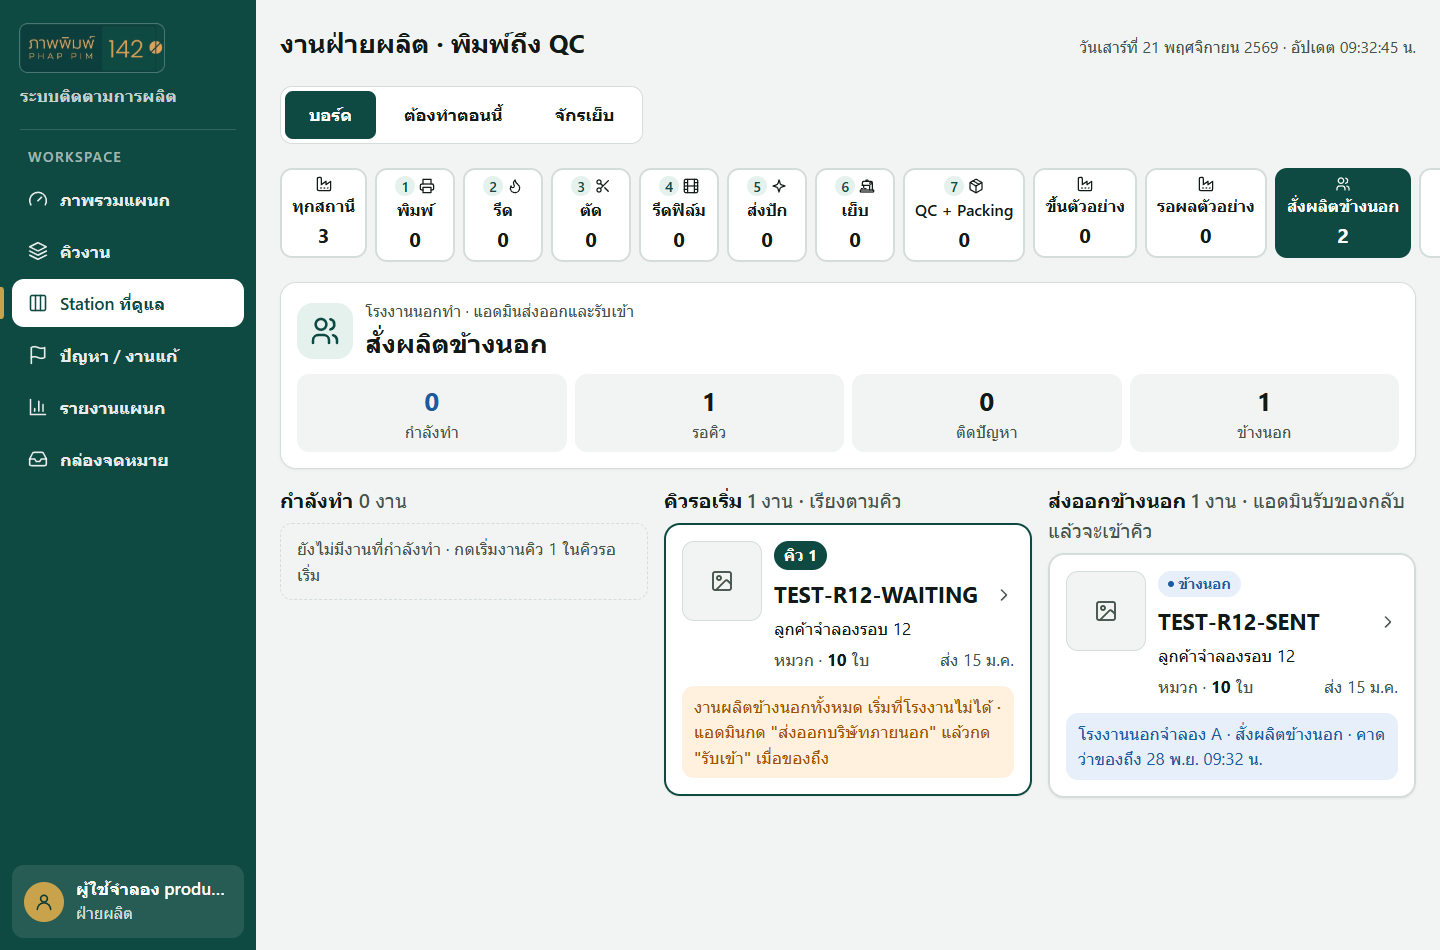 ภาพพิมพ์ 142
PHAP PIM
ระบบติดตามการผลิต
WORKSPACE
ภาพรวมแผนก
คิวงาน
Station ที่ดูแล
ปัญหา / งานแก้
รายงานแผนก
กล่องจดหมาย
ผู้ใช้จำลอง produ...
ฝ่ายผลิต
งานฝ่ายผลิต · พิมพ์ถึง QC
วันเสาร์ที่ 21 พฤศจิกายน 2569 · อัปเดต 09:32:45 น.
บอร์ด
ต้องทำตอนนี้
จักรเย็บ
ทุกสถานี
3
1
พิมพ์
0
2
รีด
0
3
ตัด
0
4
รีดฟิล์ม
0
5
ส่งปัก
0
6
เย็บ
0
7
QC + Packing
0
ขึ้นตัวอย่าง
0
รอผลตัวอย่าง
0
สั่งผลิตข้างนอก
2
โรงงานนอกทำ · แอดมินส่งออกและรับเข้า
สั่งผลิตข้างนอก
0
กำลังทำ
1
รอคิว
0
ติดปัญหา
1
ข้างนอก
กำลังทำ 0 งาน
ยังไม่มีงานที่กำลังทำ · กดเริ่มงานคิว 1 ในคิวรอ
เริ่ม
คิวรอเริ่ม 1 งาน · เรียงตามคิว
คิว 1
TEST-R12-WAITING
ลูกค้าจำลองรอบ 12
หมวก · 10 ใบ
ส่ง 15 ม.ค.
งานผลิตข้างนอกทั้งหมด เริ่มที่โรงงานไม่ได้ ·
แอดมินกด "ส่งออกบริษัทภายนอก" แล้วกด
"รับเข้า" เมื่อของถึง
ส่งออกข้างนอก 1 งาน · แอดมินรับของกลับ
แล้วจะเข้าคิว
ข้างนอก
TEST-R12-SENT
ลูกค้าจำลองรอบ 12
หมวก · 10 ใบ
ส่ง 15 ม.ค.
โรงงานนอกจำลอง A · สั่งผลิตข้างนอก · คาด
ว่าของถึง 28 พ.ย. 09:32 น.